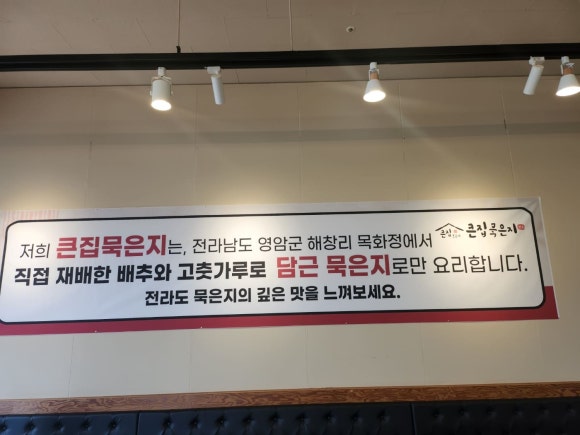 저희 큰집묵은지는, 전라남도 영암군 해창리 목화정에서
직접 재배한 배추와 고춧가루로 담근 묵은지로만 요리합니다.
전라도 묵은지의 깊은 맛을 느껴보세요.
큰집 큰집묵은지